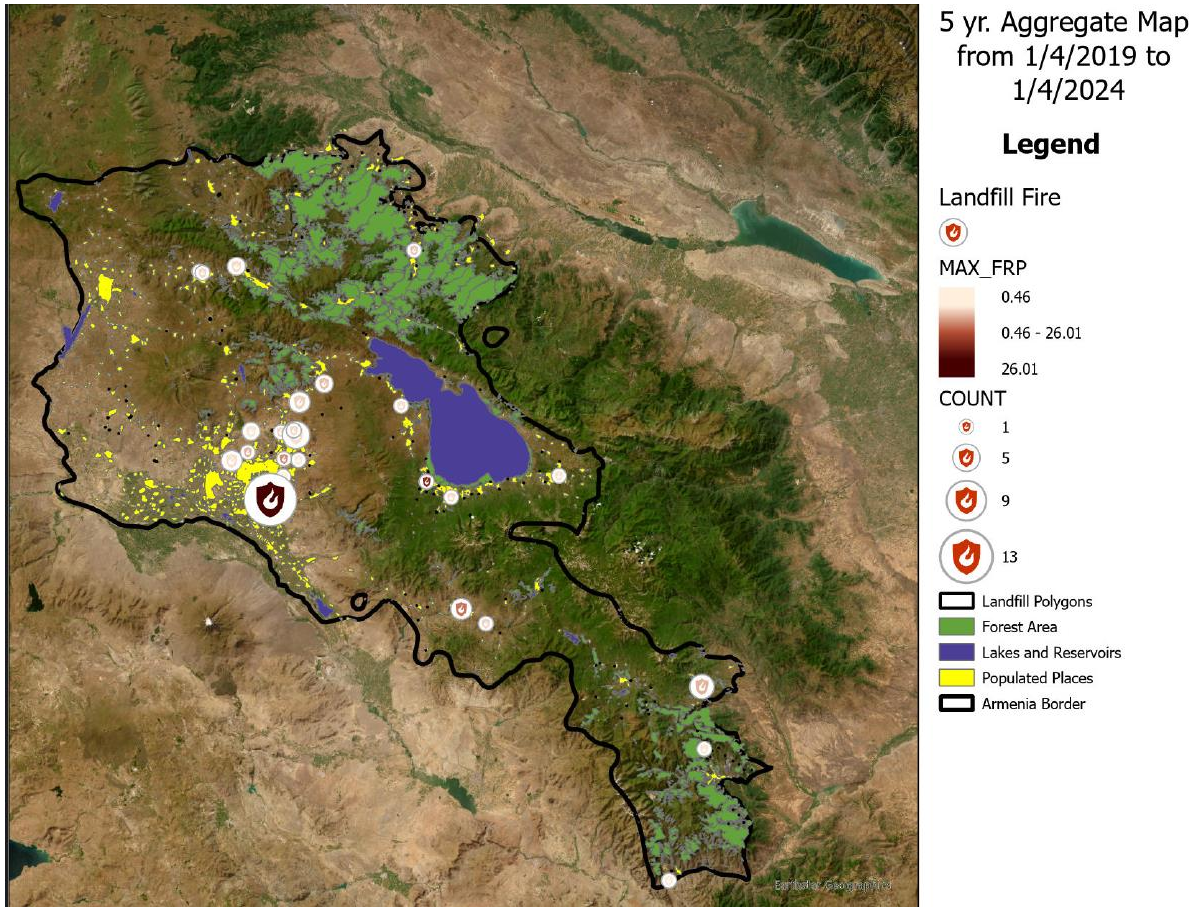 5 yr. Aggregate Map
from 1/4/2019 to
1/4/2024
Legend
Landfill Fire
MAX_FRP
0.46
0.46 - 26.01
26.01
COUNT
1
5
9
13
Landfill Polygons
Forest Area
Lakes and Reservoirs
Populated Places
Armenia Border
Earthstar Geographics